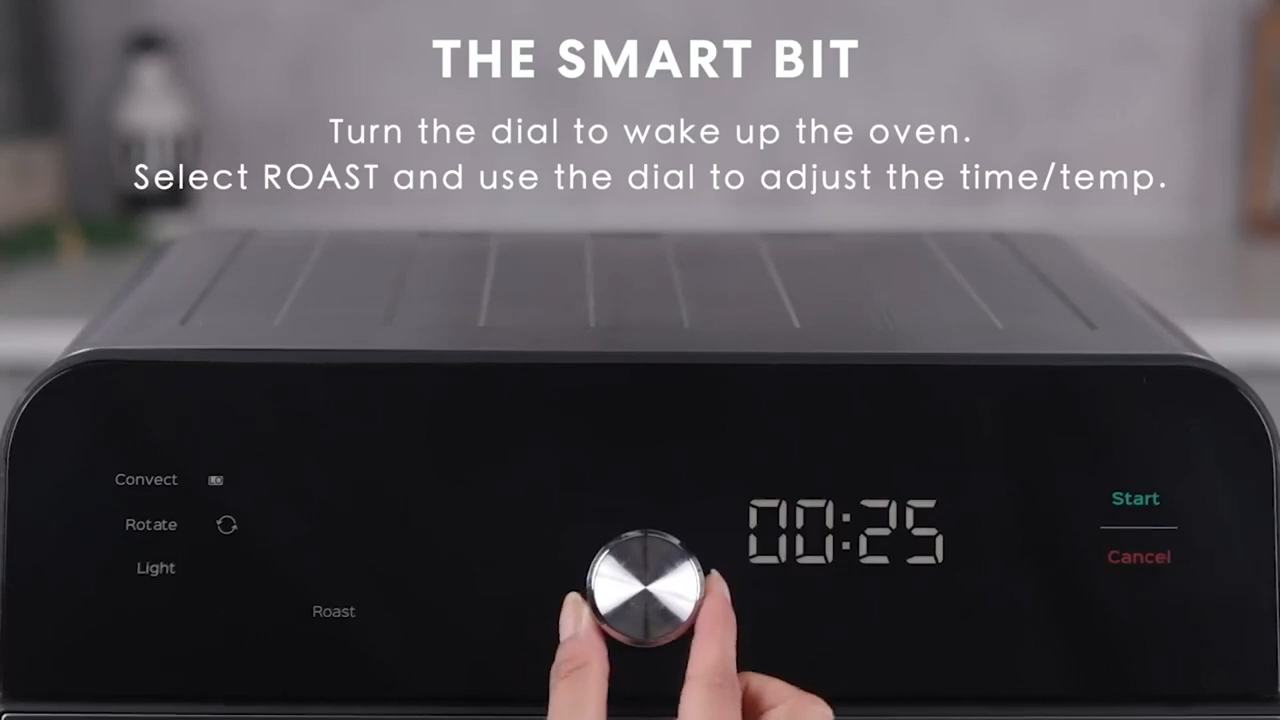 THE SMART BIT
Turn the dial to wake up the oven.
Select ROAST and use the dial to adjust the time/temp.
Convect
Rotate
Light
Roast
00:25
Start
Cancel